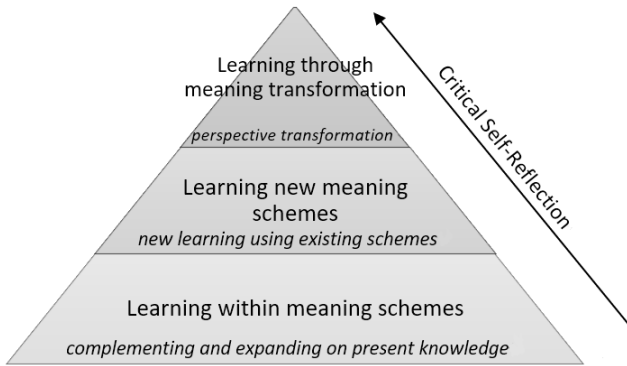 Learning through
meaning transformation
perspective transformation
Learning new meaning
schemes
new learning using existing schemes
Learning within meaning schemes
complementing and expanding on present knowledge
Critical Self-Reflection